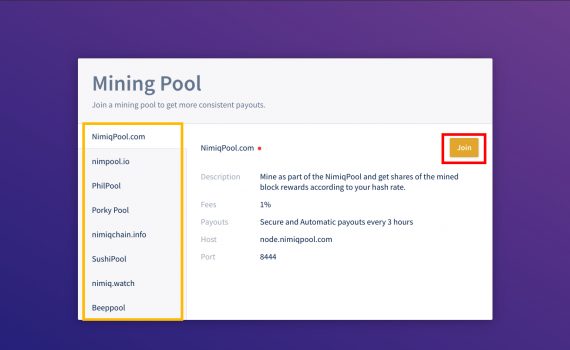 Mining Pool
Join a mining pool to get more consistent payouts.
NimiqPool.com
nimpool.io
PhilPool
Porky Pool
nimiqchain.info
SushiPool
nimiq.watch
Beeppool
NimiqPool.com
Join
Description Mine as part of the NimiqPool and get shares of the mined
block rewards according to your hash rate.
Fees 1%
Payouts Secure and Automatic payouts every 3 hours
Host node.nimiqpool.com
Port 8444